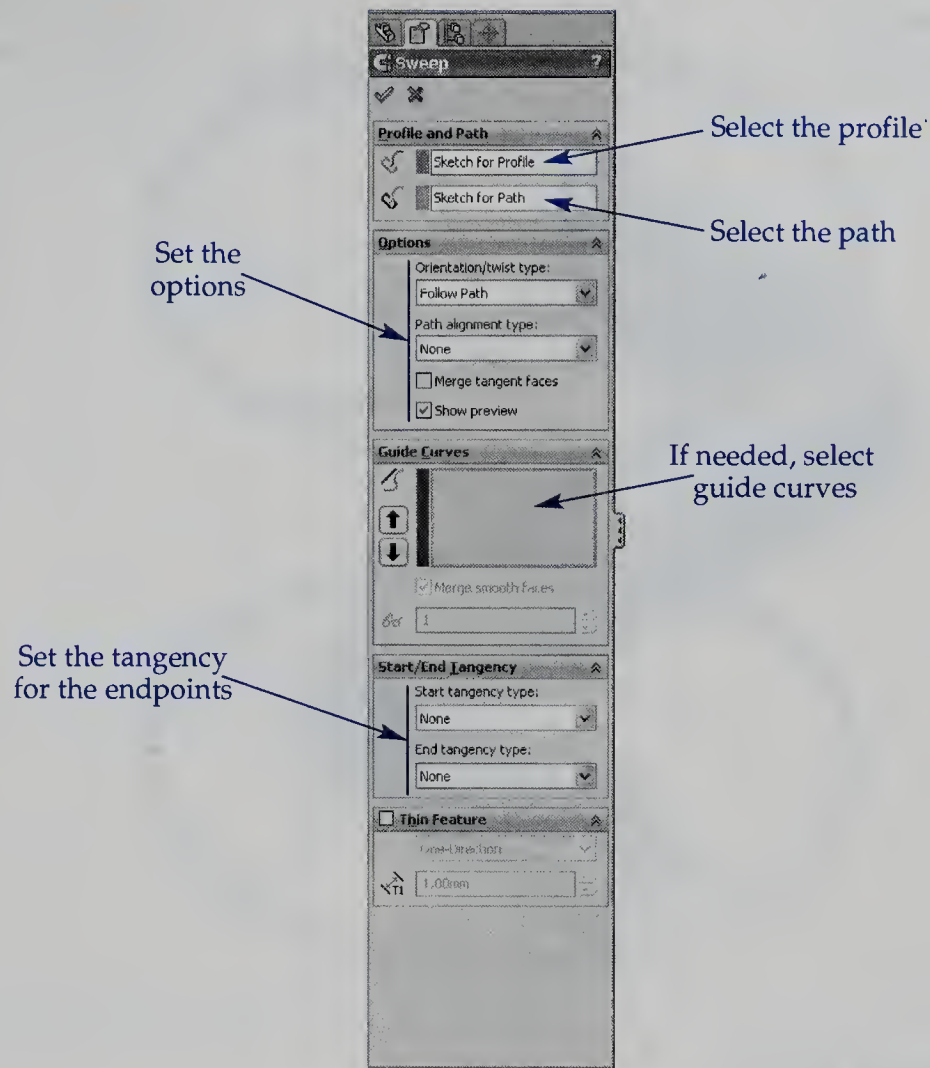 Sweep ?
Profile and Path
Sketch for Profile
Select the profile
Sketch for Path
Select the path
Options
Set the
options
Orientation/twist type:
Follow Path
Path alignment type:
None
Merge tangent faces
Show preview
Guide Curves
If needed, select
guide curves
Merge smooth faces
1
Set the tangency
for the endpoints
Start/End Tangency
Start tangency type:
None
End tangency type:
None
Thin Feature
One-Direction
T1
1.00mm